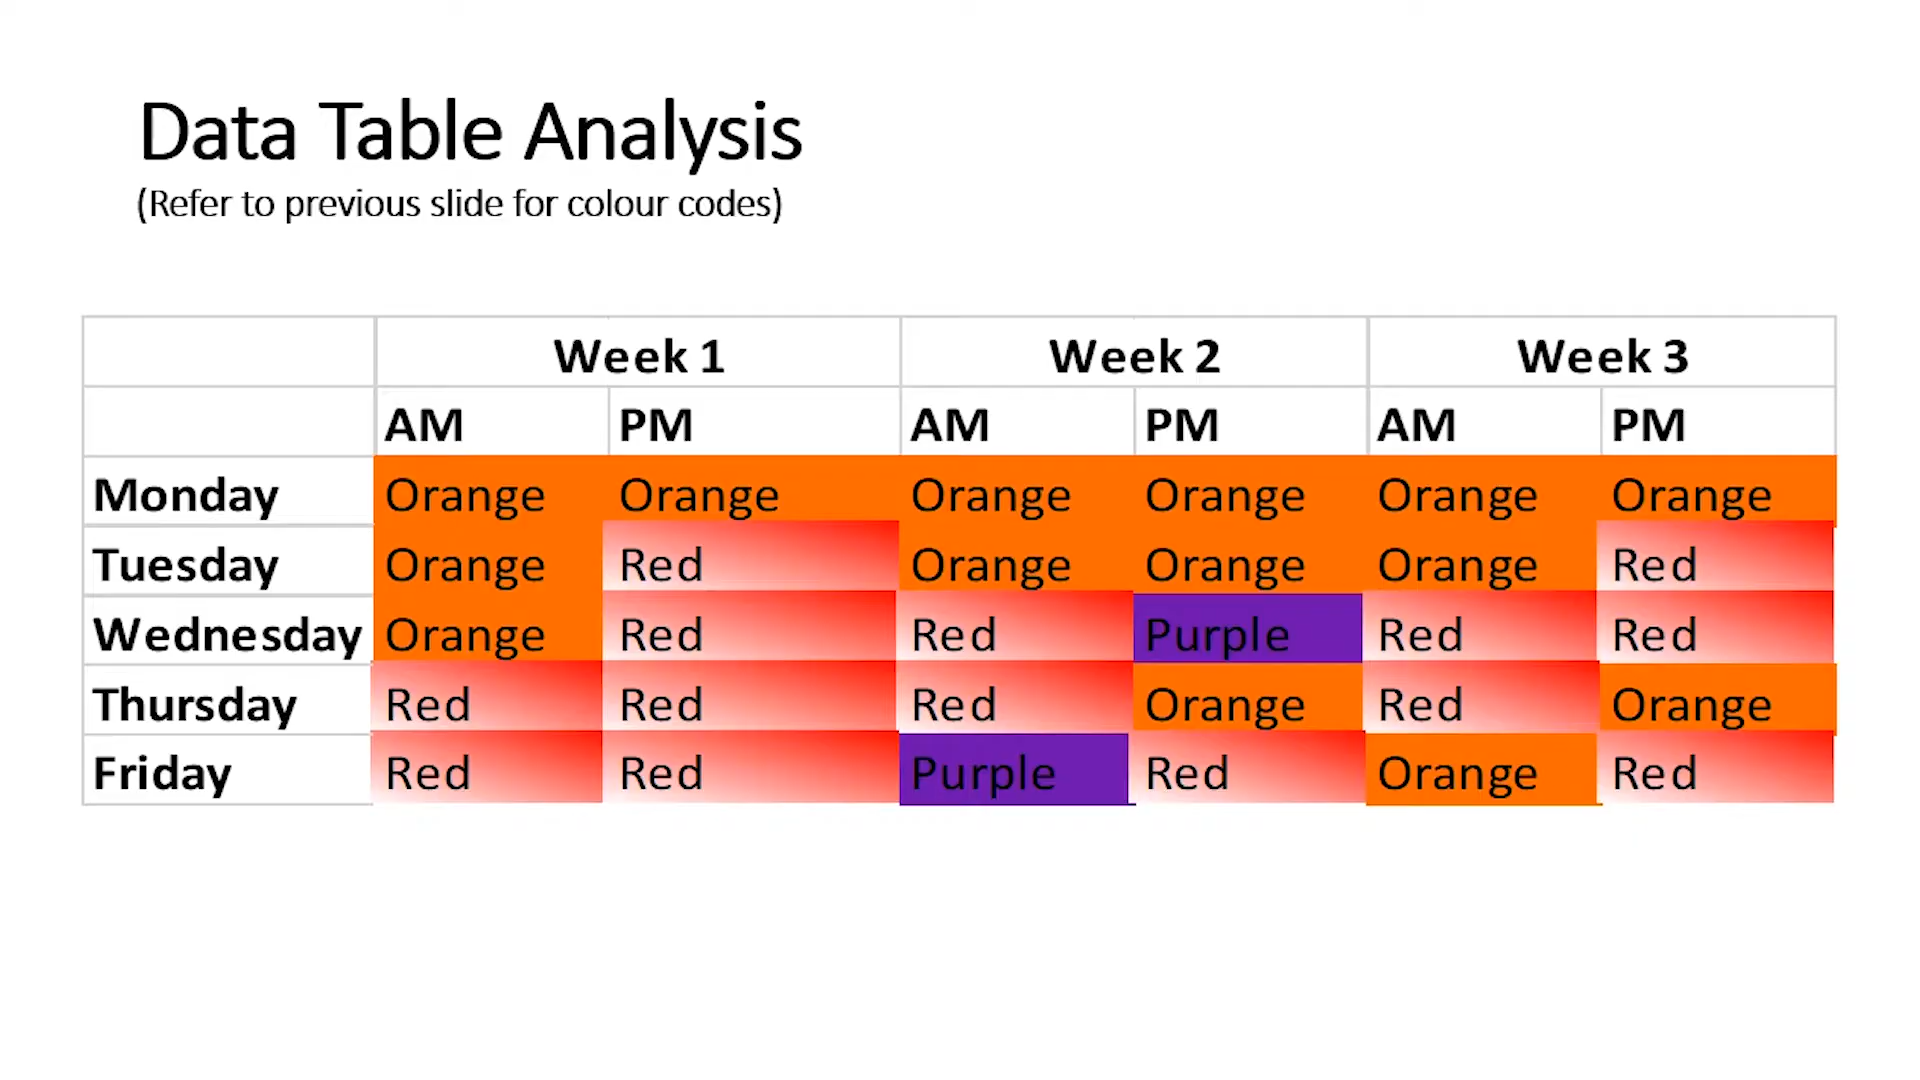 Data Table Analysis
(Refer to previous slide for colour codes)
Week 1 Week 2 Week 3
AM PM AM PM AM PM
Monday Orange Orange Orange Orange Orange Orange
Tuesday Orange Red Orange Orange Orange Red
Wednesday Orange Red Red Purple Red Red
Thursday Red Red Red Orange Red Orange
Friday Red Red Purple Red Orange Red